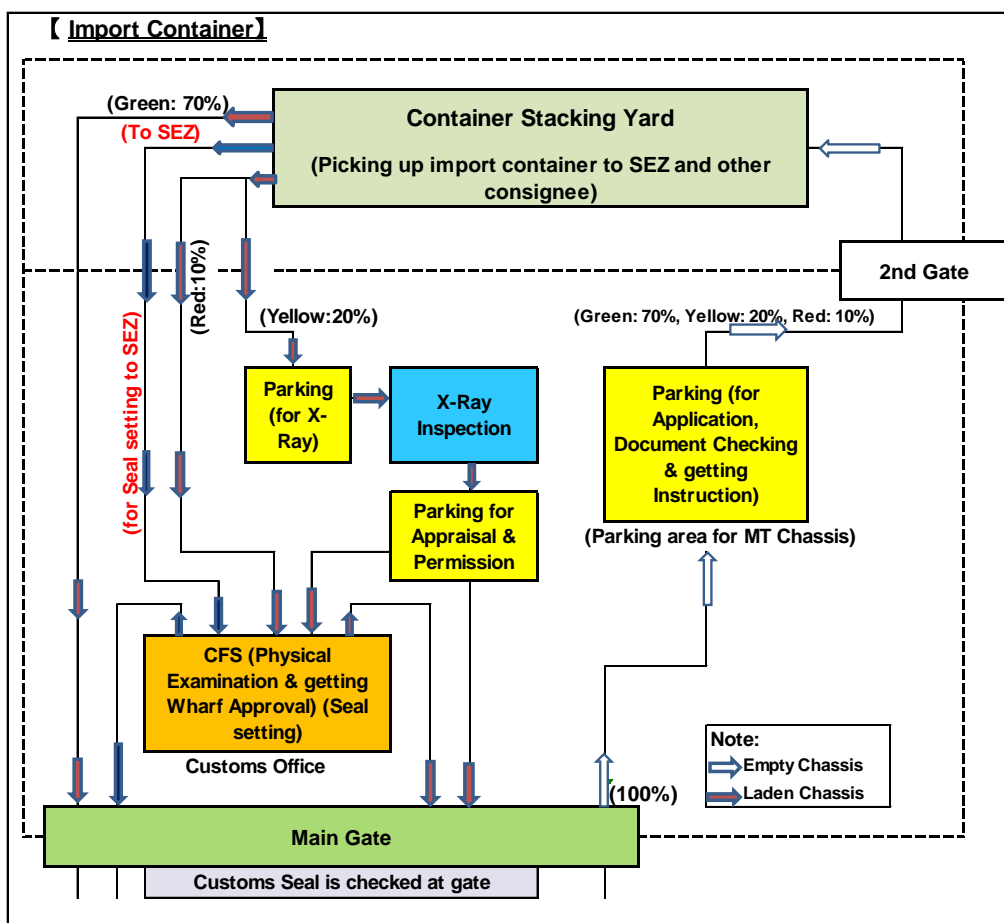 【 Import Container】
(Green: 70%)
(To SEZ)
Container Stacking Yard
(Picking up import container to SEZ and other
consignee)
2nd Gate
(for Seal setting to SEZ)
(Red:10%)
(Yellow:20%)
(Green: 70%, Yellow: 20%, Red: 10%)
Parking
(for X-
Ray)
X-Ray
Inspection
Parking (for
Application,
Document Checking
& getting
Instruction)
Parking for
Appraisal &
Permission
(Parking area for MT Chassis)
CFS (Physical
Examination & getting
Wharf Approval) (Seal
setting)
Customs Office
Note:
Empty Chassis
Laden Chassis
(100%)
Main Gate
Customs Seal is checked at gate